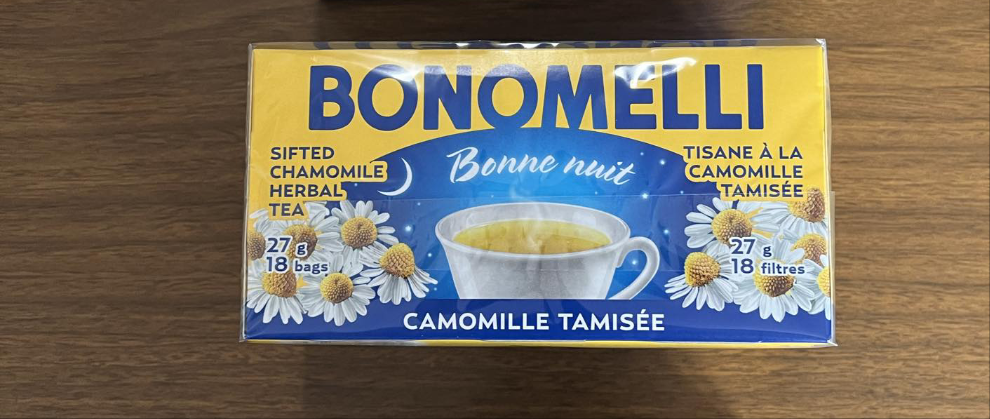 BONOMELLI
Bonne nuit
SIFTED
CHAMOMILE
HERBAL
TEA
27 g
18 bags
TISANE À LA
CAMOMILLE
TAMISÉE
27 g
18 filtres
CAMOMILLE TAMISÉE